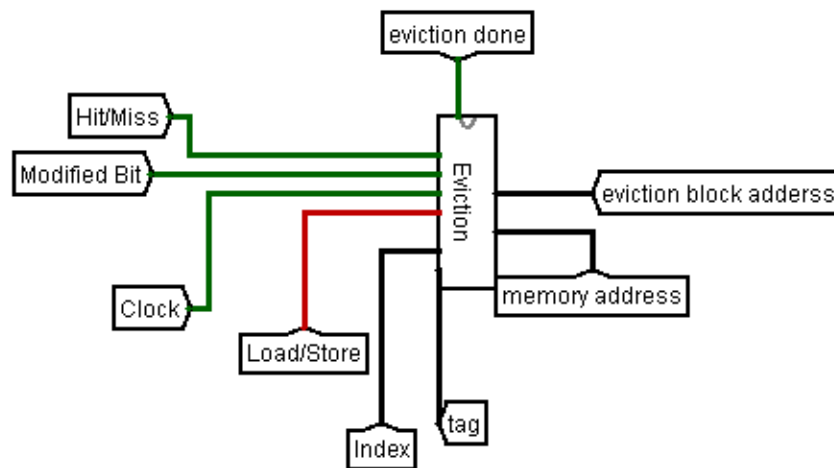 eviction done
Hit/Miss
Modified Bit
Eviction
eviction block adderss
Clock
memory address
Load/Store
tag
Index